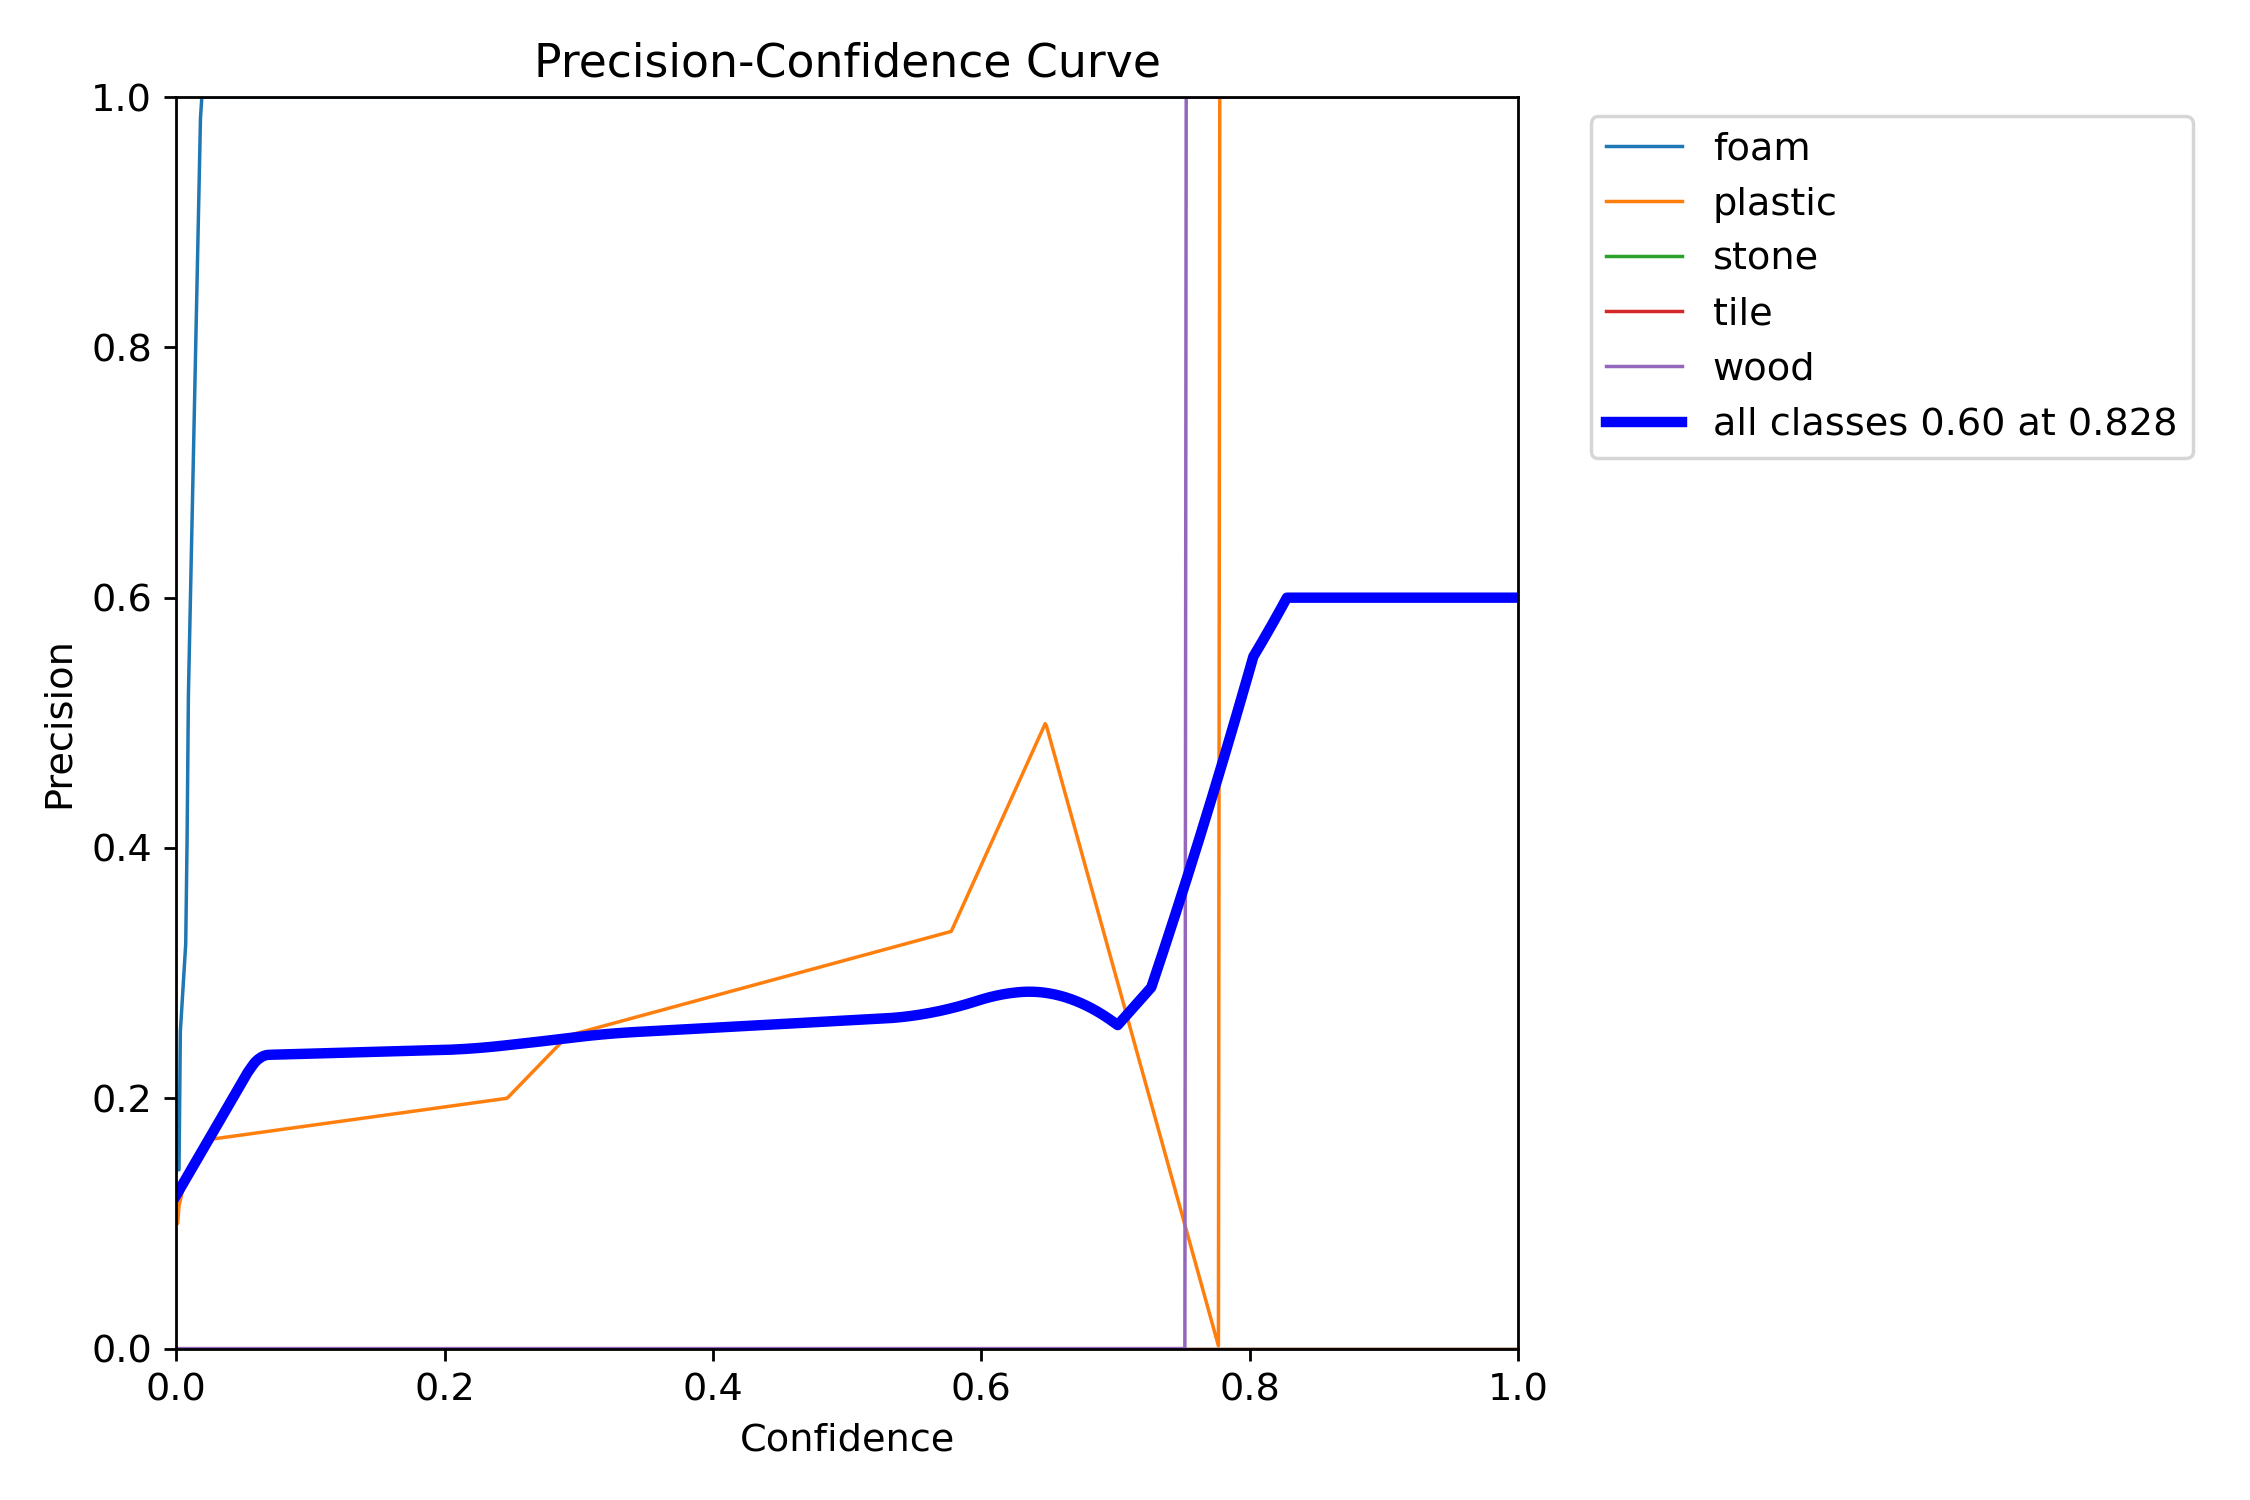 Precision-Confidence Curve
1.0
0.8
0.6
0.4
0.2
0.0
Precision
0.0 0.2 0.4 0.6 0.8 1.0
Confidence
foam
plastic
stone
tile
wood
all classes 0.60 at 0.828